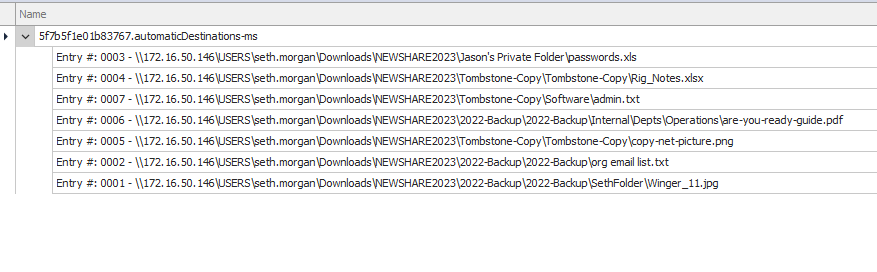 Name
5f7b5f1e01b83767.automaticDestinations-ms
Entry #: 0003 - \\172.16.50.146\USERS\seth.morgan\Downloads\NEWSHARE2023\Jason's Private Folder\passwords.xls
Entry #: 0004 - \\172.16.50.146\USERS\seth.morgan\Downloads\NEWSHARE2023\Tombstone-Copy\Tombstone-Copy\Rig_Notes.xlsx
Entry #: 0007 - \\172.16.50.146\USERS\seth.morgan\Downloads\NEWSHARE2023\Tombstone-Copy\Software\admin.txt
Entry #: 0006 - \\172.16.50.146\USERS\seth.morgan\Downloads\NEWSHARE2023\2022-Backup\2022-Backup\Internal\Depts\Operations\are-you-ready-guide.pdf
Entry #: 0005 - \\172.16.50.146\USERS\seth.morgan\Downloads\NEWSHARE2023\Tombstone-Copy\Tombstone-Copy\copy-net-picture.png
Entry #: 0002 - \\172.16.50.146\USERS\seth.morgan\Downloads\NEWSHARE2023\2022-Backup\2022-Backup\org email list.txt
Entry #: 0001 - \\172.16.50.146\USERS\seth.morgan\Downloads\NEWSHARE2023\2022-Backup\2022-Backup\SethFolder\Winger_11.jpg